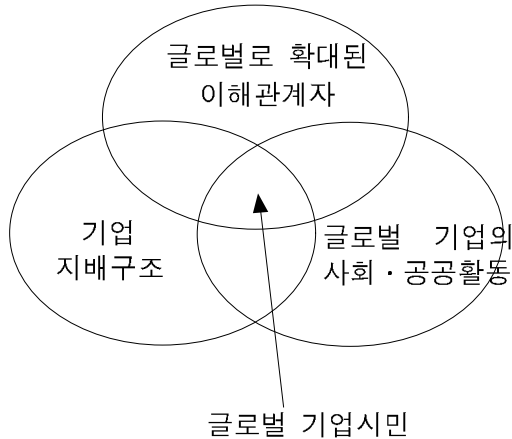 글로벌로 확대된
이해관계자
기업
지배구조
글로벌 기업의
사회·공공활동
글로벌 기업시민